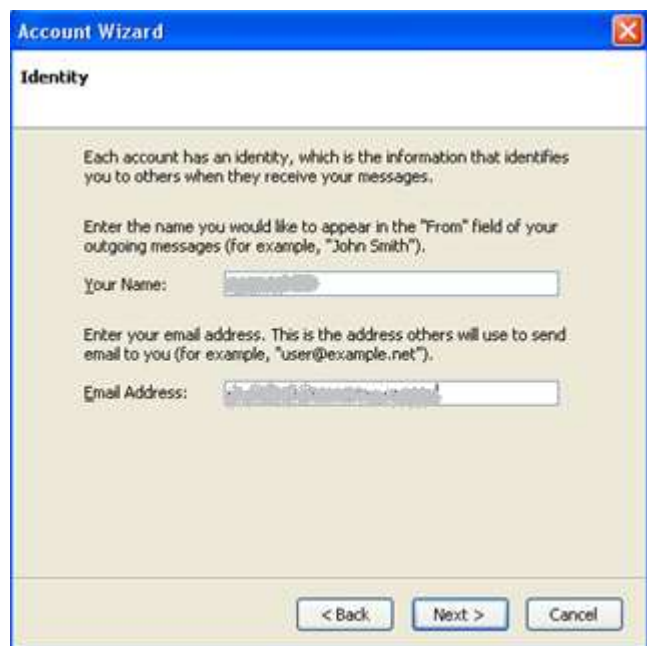 Account Wizard
Identity
Each account has an identity, which is the information that identifies
you to others when they receive your messages.
Enter the name you would like to appear in the "From" field of your
outgoing messages (for example, "John Smith").
Your Name:
Enter your email address. This is the address others will use to send
email to you (for example, "user@example.net").
Email Address:
< Back Next > Cancel